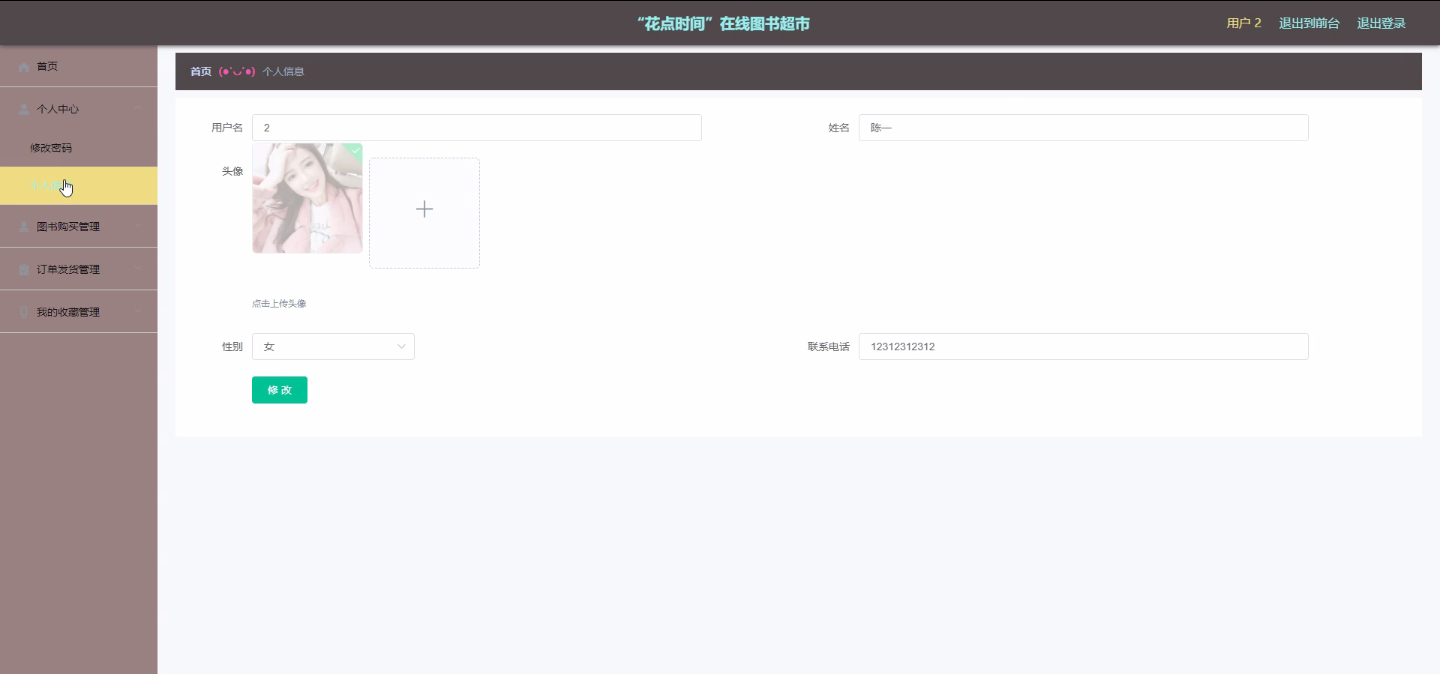 “花点时间”在线图书超市
用户 2 退出到前台 退出登录
首页
个人中心
修改密码
图书购买管理
订单发货管理
我的收藏管理
首页 (●'◡'●) 个人信息
用户名 2 姓名 陈一
头像
点击上传头像
性别 女 联系电话 12312312312
修 改